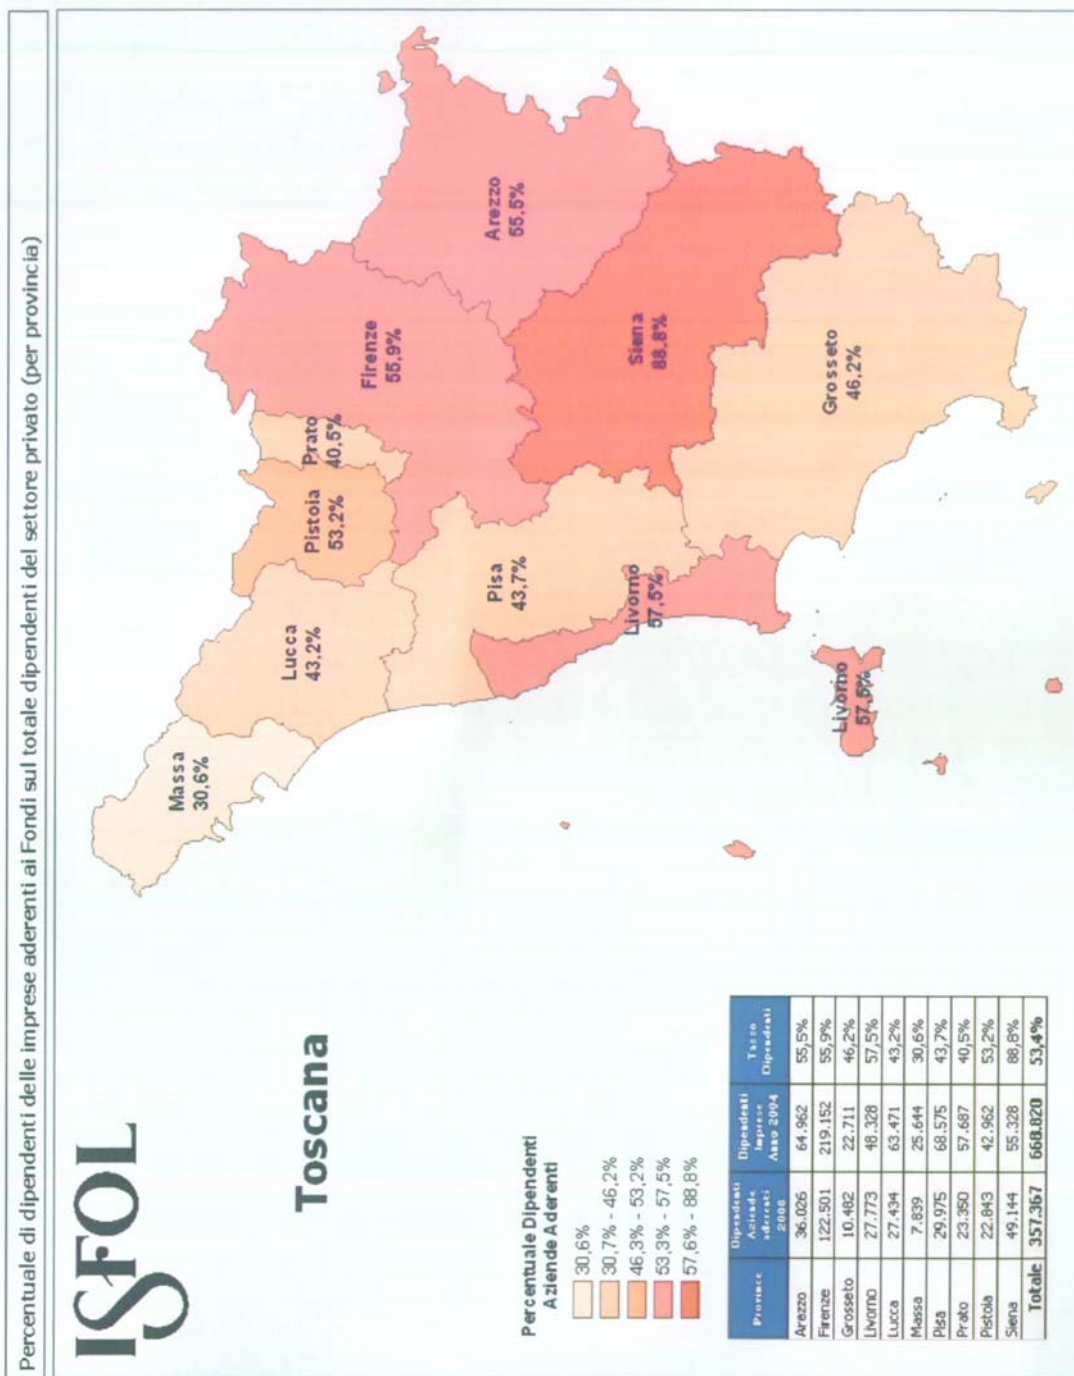 Percentuale di dipendenti delle imprese aderenti ai Fondi sul totale dipendenti del settore privato (per provincia)
ISFOL
Toscana
Massa
30,6%
Lucca
43,2%
Pistoia
53,2%
Prato
40,5%
Firenze
55,9%
Arezzo
55,5%
Pisa
43,7%
Livorno
57,5%
Siena
88.8%
Grosseto
46,2%
Livorno
57,5%
Percentuale Dipendenti
Aziende Aderenti
30,6%
30,7% - 46,2%
46,3% - 53,2%
53,3% - 57,5%
57,6% - 88,8%
Province Dipendenti Aziende aderenti 2008 Dipendenti Imprese Anno 2004 Tasso Dipendenti
Arezzo 36.026 64.962 55,5%
Firenze 122.501 219.152 55,9%
Grosseto 10.482 22.711 46,2%
Livorno 27.773 48.328 57,5%
Lucca 27.434 63.471 43,2%
Massa 7.839 25.644 30,6%
Pisa 29.975 68.575 43,7%
Prato 23.350 57.687 40,5%
Pistoia 22.843 42.962 53,2%
Siena 49.144 55.328 88,8%
Totale 357.367 668.820 53,4%